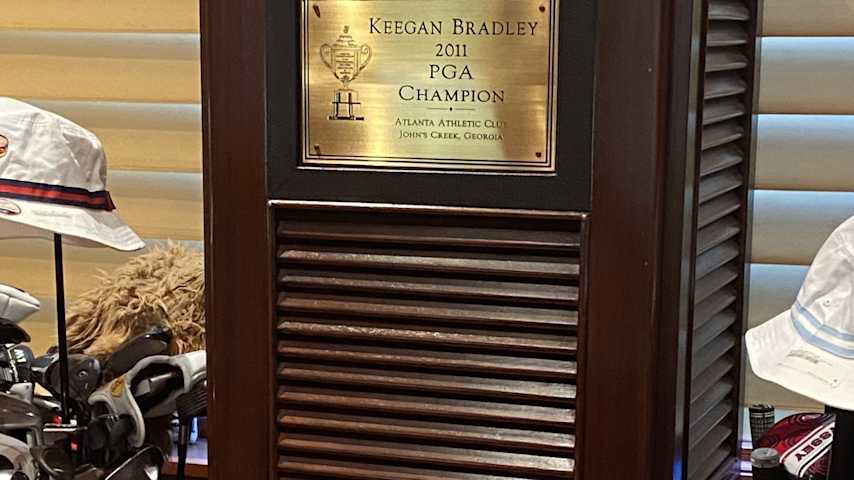 KEEGAN BRADLEY
2011
PGA
CHAMPION
ATLANTA ATHLETIC CLUB
JOHN'S CREEK, GEORGIA